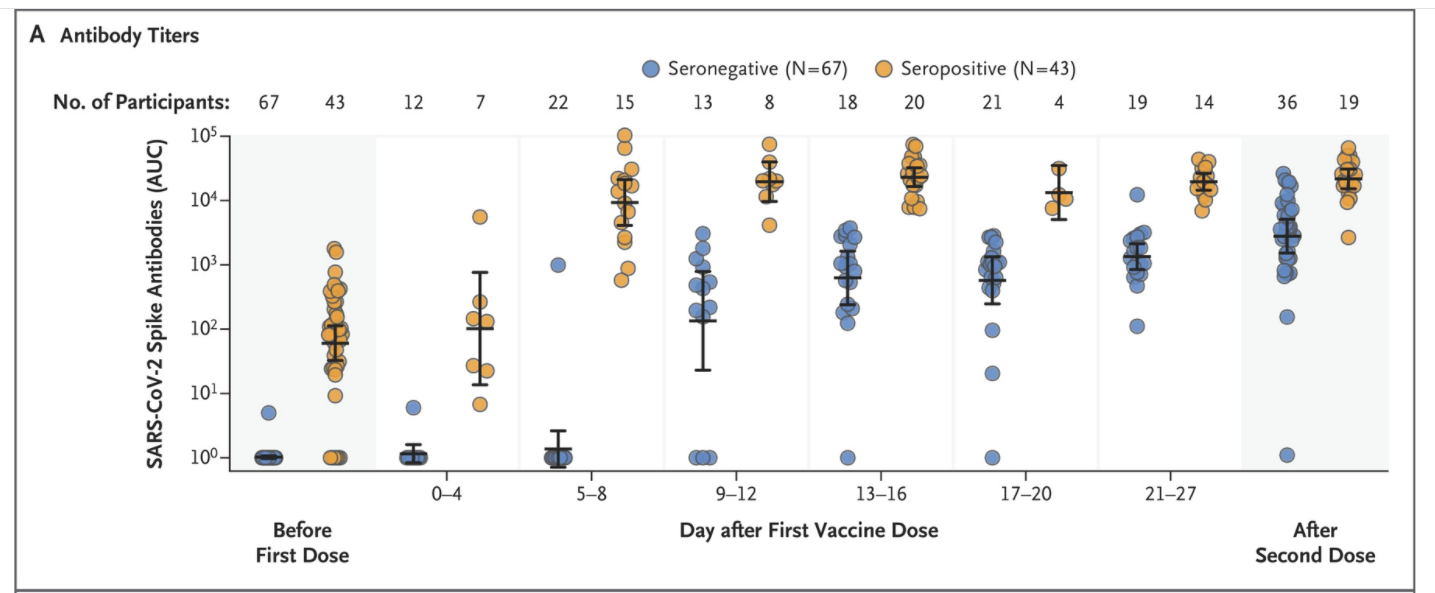 A Antibody Titers
Seronegative (N=67) Seropositive (N=43)
No. of Participants: 67 43 12 7 22 15 13 8 18 20 21 4 19 14 36 19
SARS-CoV-2 Spike Antibodies (AUC)
10⁵
10⁴
10³
10²
10¹
10⁰
0–4 5–8 9–12 13–16 17–20 21–27
Before
First Dose
Day after First Vaccine Dose
After
Second Dose